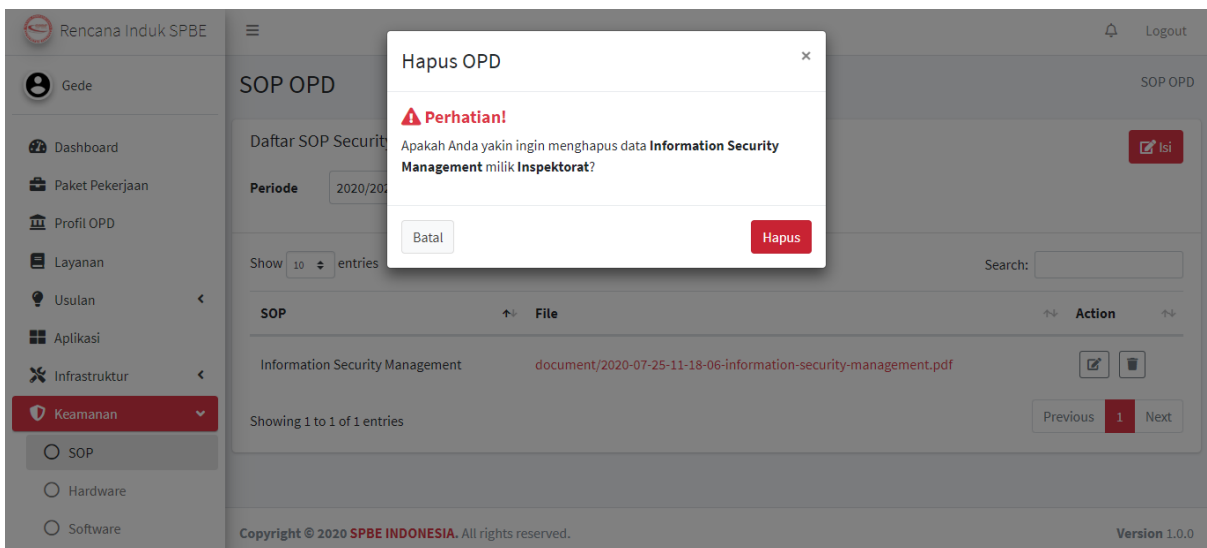 Rencana Induk SPBE
Logout
Gede
SOP OPD
SOP OPD
Hapus OPD
×
Perhatian!
Apakah Anda yakin ingin menghapus data Information Security
Management milik Inspektorat?
Batal
Hapus
Dashboard
Paket Pekerjaan
Profil OPD
Layanan
Usulan
Aplikasi
Infrastruktur
Keamanan
SOP
Hardware
Software
Daftar SOP Securit
Isi
Periode
2020/202
Show 10 entries
Search:
SOP
File
Action
Information Security Management
document/2020-07-25-11-18-06-information-security-management.pdf
Showing 1 to 1 of 1 entries
Previous 1 Next
Copyright © 2020 SPBE INDONESIA. All rights reserved.
Version 1.0.0